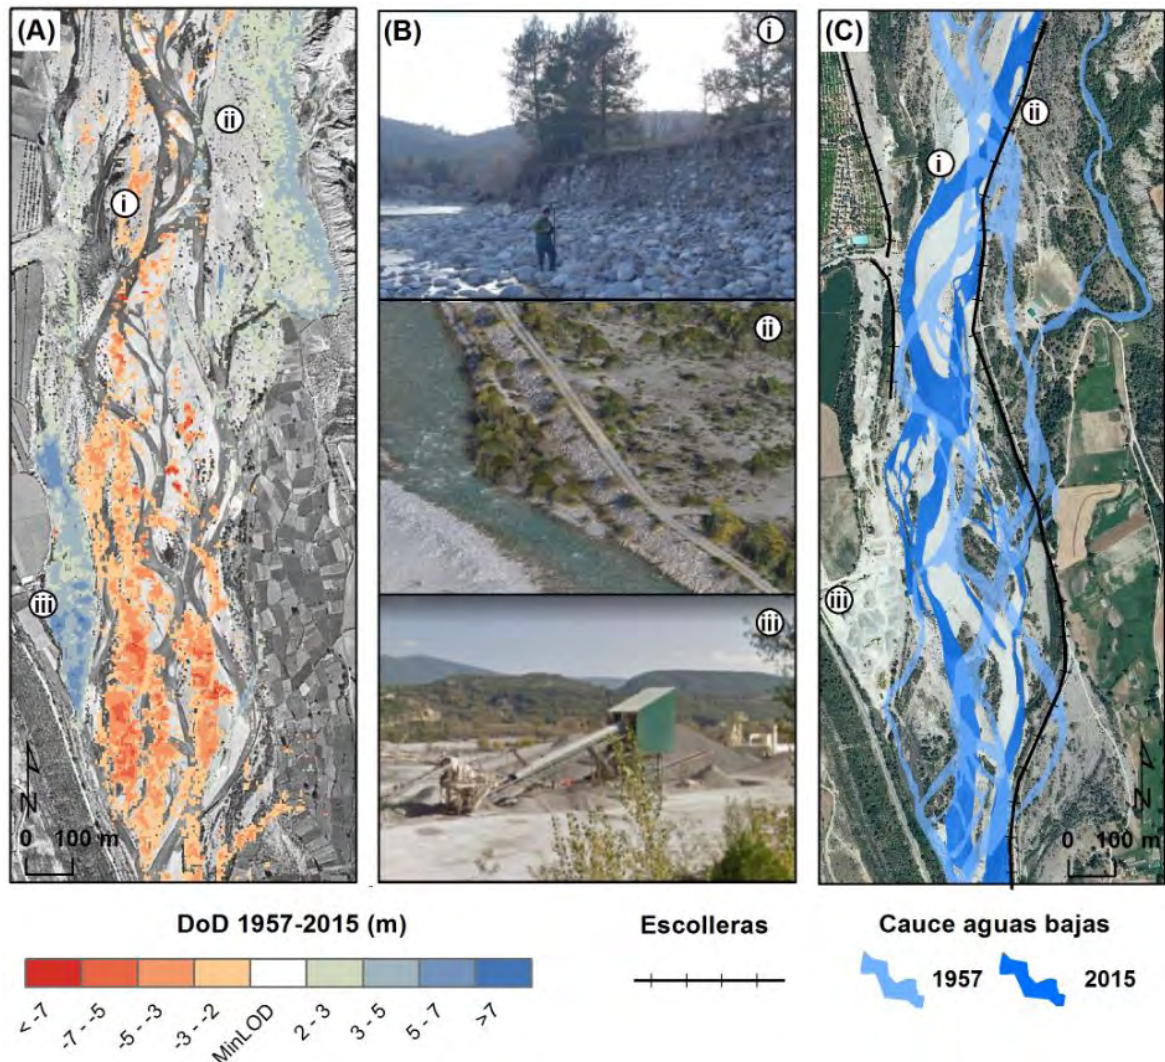 (A)
ii
i
iii
N
0 100 m
(B)
i
ii
iii
(C)
ii
i
iii
N
0 100 m
DoD 1957-2015 (m)
< -7
-7 - -5
-5 - -3
-3 - -2
MinLOD
2 - 3
3 - 5
5 - 7
>7
Escolleras
Cauce aguas bajas
1957
2015